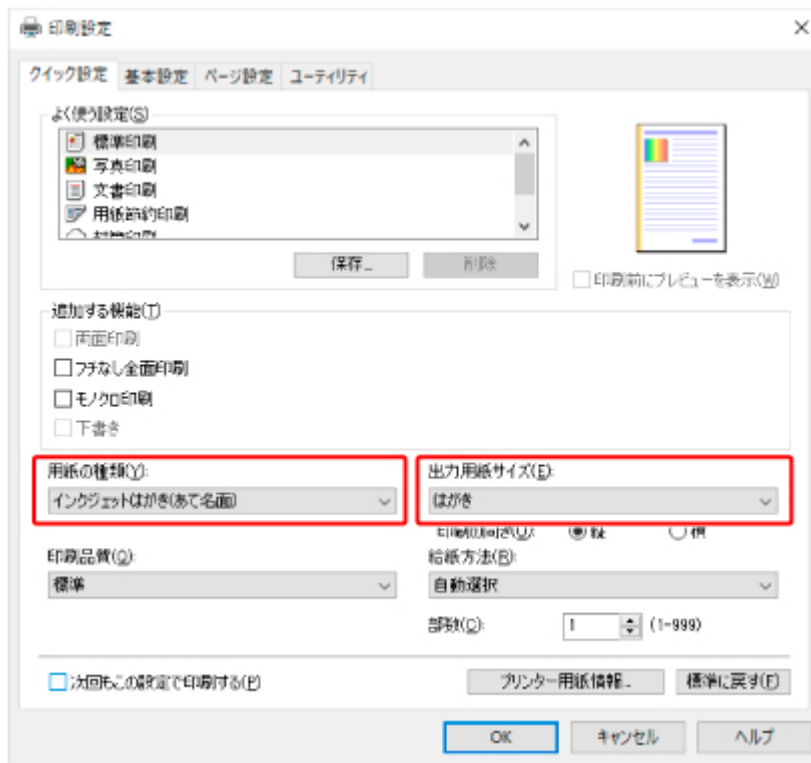 印刷設定
クイック設定 基本設定 ページ設定 ユーティリティ
よく使う設定(S)
標準印刷
写真印刷
文書印刷
用紙節約印刷
封筒印刷
保存... 削除
印刷前にプレビューを表示(W)
追加する機能(T)
両面印刷
フチなし全面印刷
モノクロ印刷
下書き
用紙の種類(Y): 出力用紙サイズ(E):
インクジェットはがき(あて名面) はがき
印刷の向き(U): 縦 横
印刷品質(Q): 給紙方法(R):
標準 自動選択
部数(C): 1 (1-999)
次回もこの設定で印刷する(P) プリンター用紙情報... 標準に戻す(F)
OK キャンセル ヘルプ